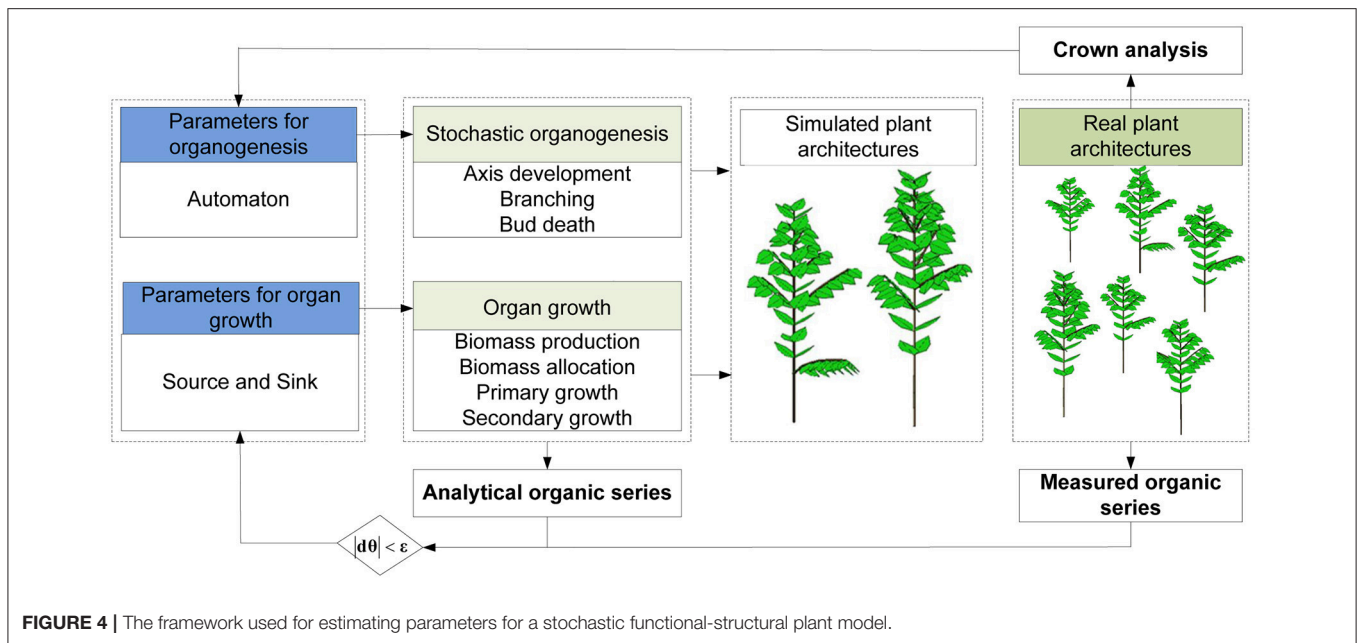 Crown analysis
Parameters for
organogenesis
Automaton
Stochastic organogenesis
Axis development
Branching
Bud death
Simulated plant
architectures
Real plant
architectures
Parameters for organ
growth
Source and Sink
Organ growth
Biomass production
Biomass allocation
Primary growth
Secondary growth
Analytical organic series
Measured organic
series
|dθ| < ε
FIGURE 4 | The framework used for estimating parameters for a stochastic functional-structural plant model.